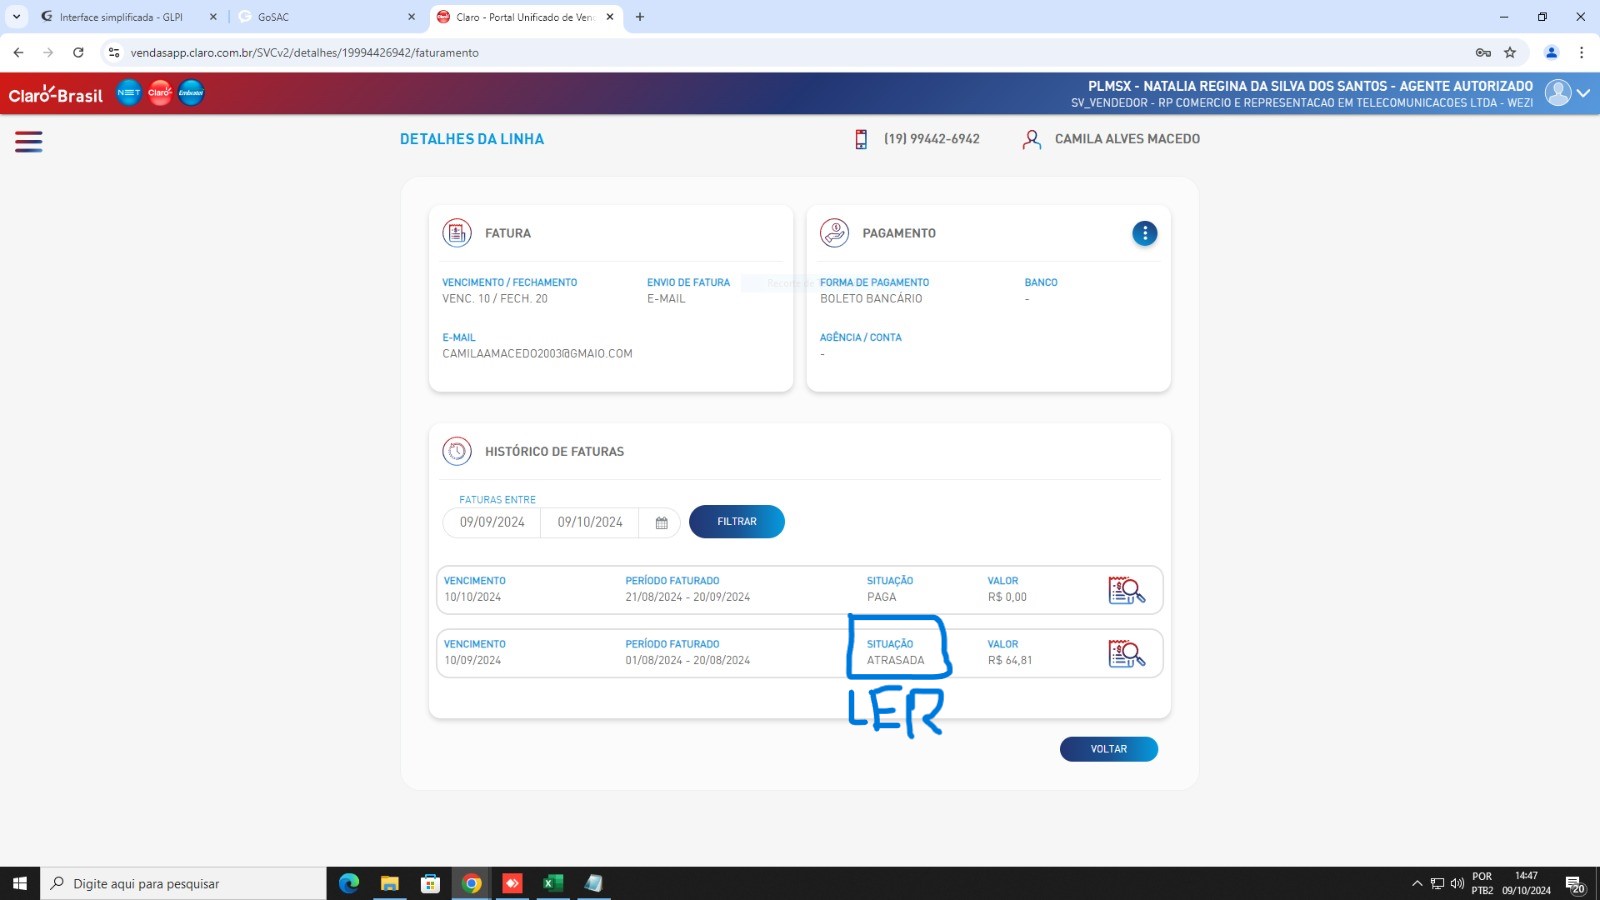 Interface simplificada - GLPI
GoSAC
Claro - Portal Unificado de Ven
vendasapp.claro.com.br/SVCv2/detalhes/19994426942/faturamento
Claro-Brasil NET Claro Embratel
PLMSX - NATALIA REGINA DA SILVA DOS SANTOS - AGENTE AUTORIZADO
SV_VENDEDOR - RP COMERCIO E REPRESENTACAO EM TELECOMUNICACOES LTDA - WEZI
DETALHES DA LINHA
(19) 99442-6942
CAMILA ALVES MACEDO
FATURA
VENCIMENTO / FECHAMENTO
VENC. 10 / FECH. 20
ENVIO DE FATURA
E-MAIL
E-MAIL
CAMILAAMACEDO2003@GMAIO.COM
PAGAMENTO
FORMA DE PAGAMENTO
BOLETO BANCÁRIO
BANCO
-
AGÊNCIA / CONTA
-
HISTÓRICO DE FATURAS
FATURAS ENTRE
09/09/2024 09/10/2024 FILTRAR
VENCIMENTO PERÍODO FATURADO SITUAÇÃO VALOR
10/10/2024 21/08/2024 - 20/09/2024 PAGA R$ 0,00
VENCIMENTO PERÍODO FATURADO SITUAÇÃO VALOR
10/09/2024 01/08/2024 - 20/08/2024 ATRASADA R$ 64,81
LER
VOLTAR
Digite aqui para pesquisar
POR
PTB2
14:47
09/10/2024
20